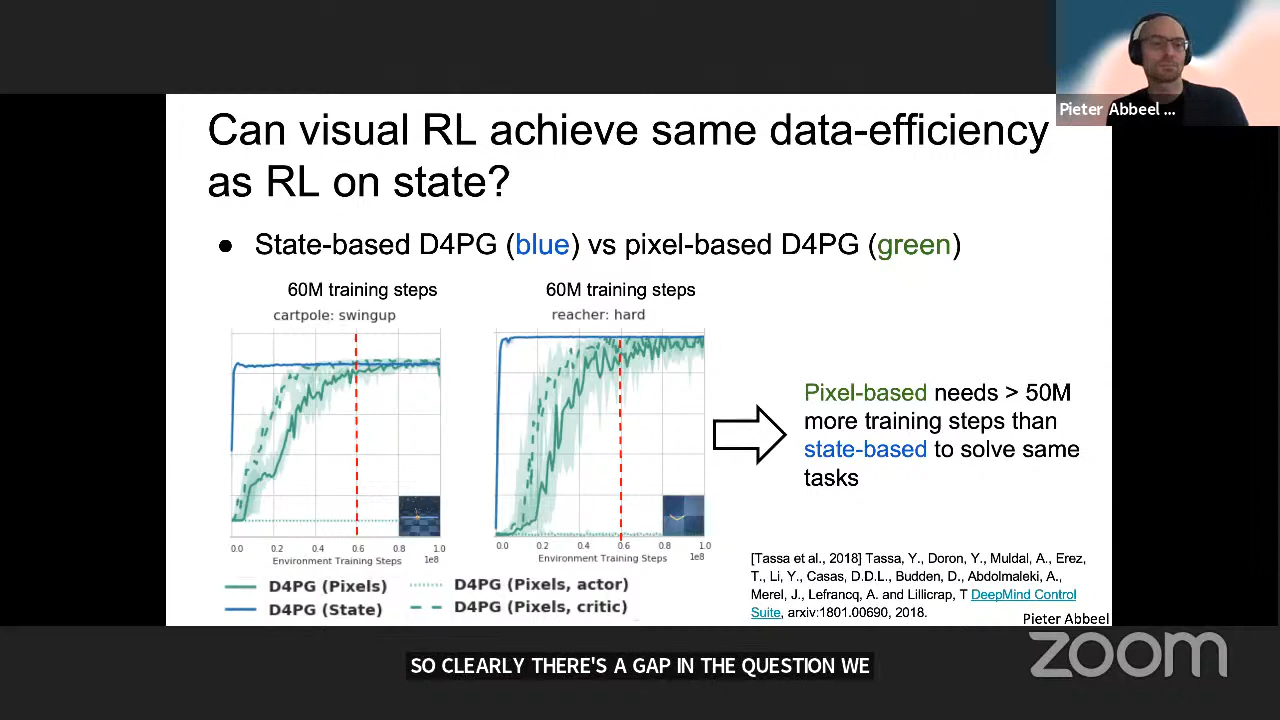 Pieter Abbeel ...
Can visual RL achieve same data-efficiency
as RL on state?
● State-based D4PG (blue) vs pixel-based D4PG (green)
60M training steps
cartpole: swingup
0.0 0.2 0.4 0.6 0.8 1.0
1e8
Environment Training Steps
60M training steps
reacher: hard
0.0 0.2 0.4 0.6 0.8 1.0
1e8
Environment Training Steps
D4PG (Pixels)
D4PG (State)
D4PG (Pixels, actor)
D4PG (Pixels, critic)
Pixel-based needs > 50M
more training steps than
state-based to solve same
tasks
[Tassa et al., 2018] Tassa, Y., Doron, Y., Muldal, A., Erez,
T., Li, Y., Casas, D.D.L., Budden, D., Abdolmaleki, A.,
Merel, J., Lefrancq, A. and Lillicrap, T DeepMind Control
Suite, arxiv:1801.00690, 2018.
Pieter Abbeel
zoom
SO CLEARLY THERE'S A GAP IN THE QUESTION WE